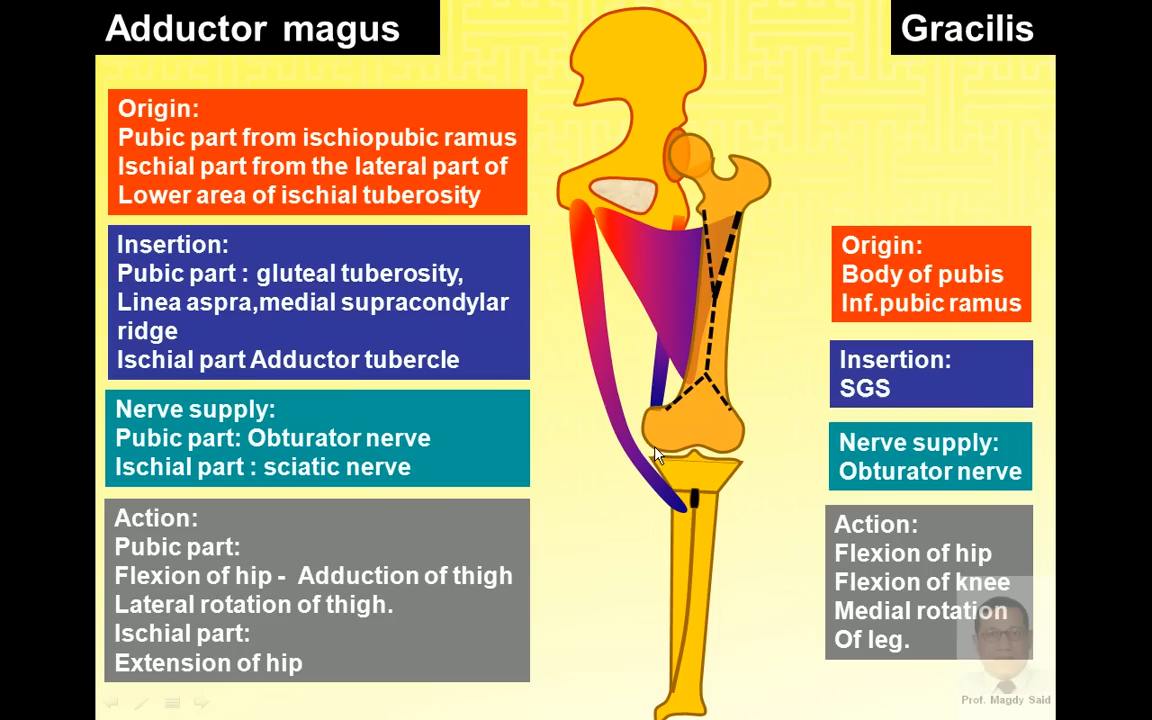 Adductor magus
Gracilis
Origin:
Pubic part from ischiopubic ramus
Ischial part from the lateral part of
Lower area of ischial tuberosity
Insertion:
Pubic part : gluteal tuberosity,
Linea aspra,medial supracondylar
ridge
Ischial part Adductor tubercle
Nerve supply:
Pubic part: Obturator nerve
Ischial part : sciatic nerve
Action:
Pubic part:
Flexion of hip - Adduction of thigh
Lateral rotation of thigh.
Ischial part:
Extension of hip
Origin:
Body of pubis
Inf.pubic ramus
Insertion:
SGS
Nerve supply:
Obturator nerve
Action:
Flexion of hip
Flexion of knee
Medial rotation
Of leg.
Prof. Magdy Said